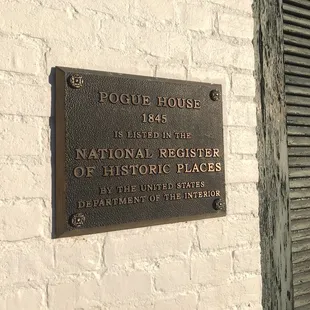 POGUE HOUSE
1845
IS LISTED IN THE
NATIONAL REGISTER
OF HISTORIC PLACES
BY THE UNITED STATES
DEPARTMENT OF THE INTERIOR